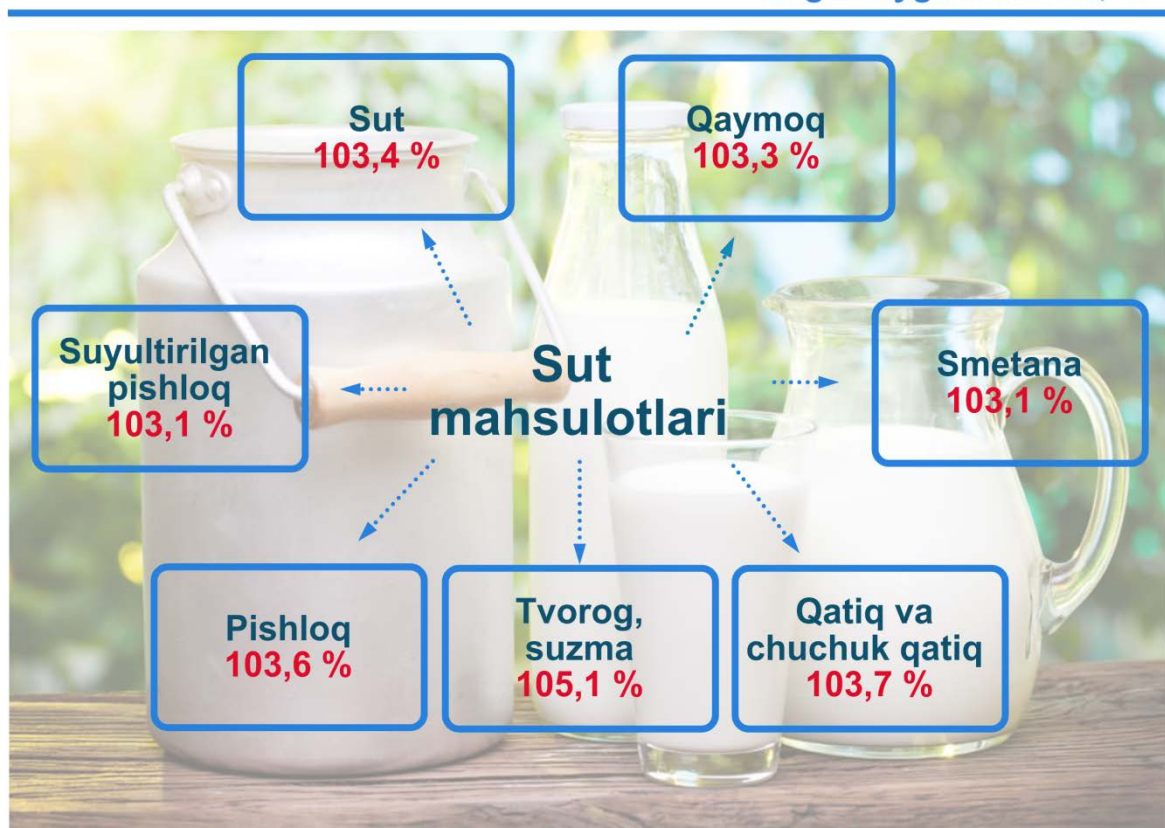 Sut
103,4 %
Qaymoq
103,3 %
Suyultirilgan
pishloq
103,1 %
Sut
mahsulotlari
Smetana
103,1 %
Pishloq
103,6 %
Tvorog,
suzma
105,1 %
Qatiq va
chuchuk qatiq
103,7 %